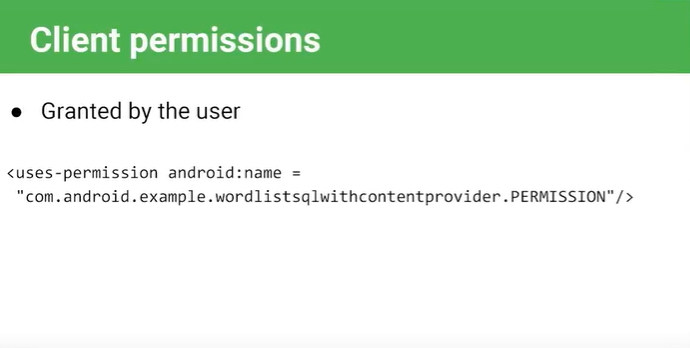 Client permissions
● Granted by the user
<uses-permission android:name =
"com.android.example.wordlistsqlwithcontentprovider.PERMISSION"/>